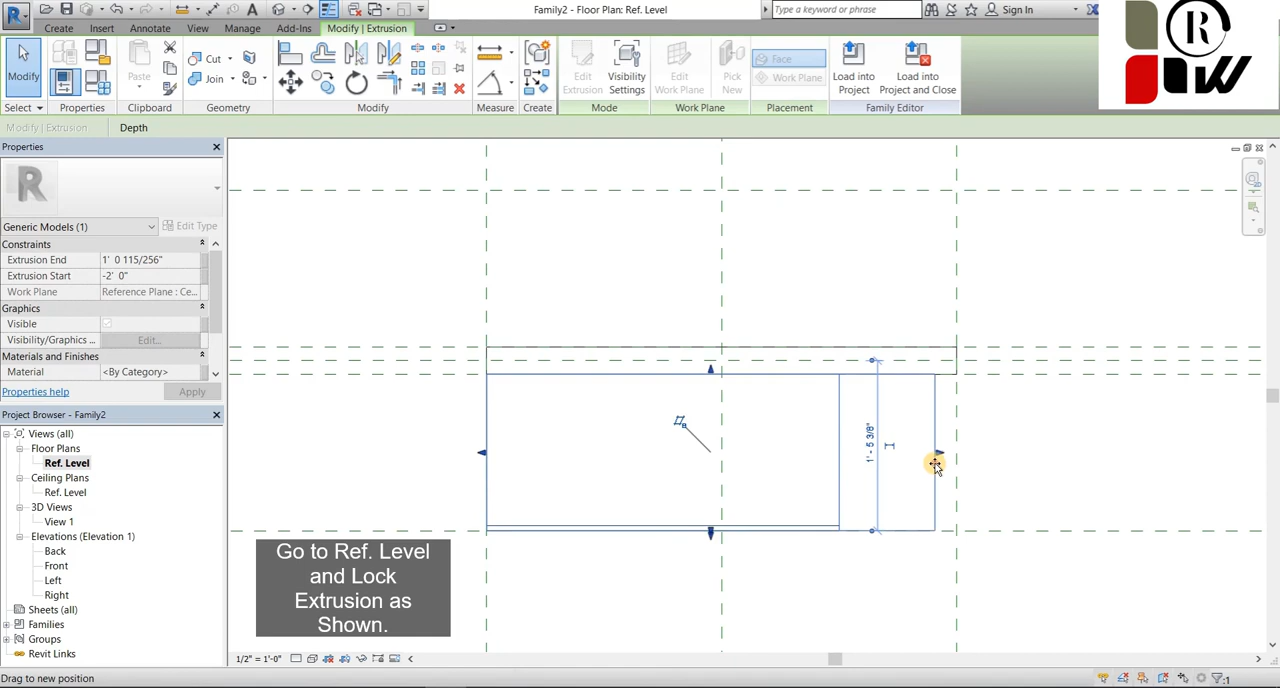 Family2 - Floor Plan: Ref. Level
Type a keyword or phrase
Sign In
Create
Insert
Annotate
View
Manage
Add-Ins
Modify | Extrusion
Modify
Paste
Cut
Join
Edit
Extrusion
Visibility
Settings
Edit
Work Plane
Pick
New
Face
Work Plane
Load into
Project
Load into
Project and Close
Select
Properties
Clipboard
Geometry
Modify
Measure
Create
Mode
Work Plane
Placement
Family Editor
Modify | Extrusion
Depth
Properties
R
Generic Models (1)
Edit Type
Constraints
Extrusion End
1' 0 115/256"
Extrusion Start
-2' 0"
Work Plane
Reference Plane : Ce...
Graphics
Visible
Visibility/Graphics ...
Edit...
Materials and Finishes
Material
<By Category>
Properties help
Apply
Project Browser - Family2
Views (all)
Floor Plans
Ref. Level
Ceiling Plans
Ref. Level
3D Views
View 1
Elevations (Elevation 1)
Back
Front
Left
Right
Sheets (all)
Families
Groups
Revit Links
1' - 5 3/8"
Go to Ref. Level
and Lock
Extrusion as
Shown.
1/2" = 1'-0"
Drag to new position
:1
R